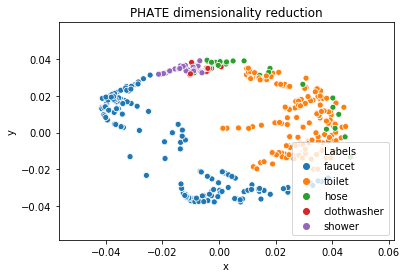 PHATE dimensionality reduction
y
0.04
0.02
0.00
−0.02
−0.04
−0.04 −0.02 0.00 0.02 0.04 0.06
x
Labels
faucet
toilet
hose
clothwasher
shower